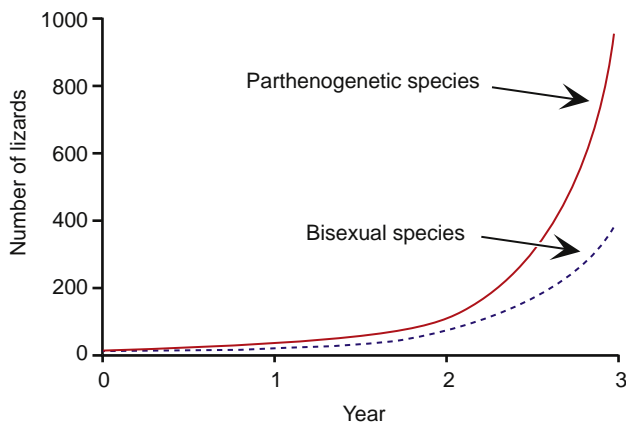 1000
800
600
400
200
0
Number of lizards
Parthenogenetic species
Bisexual species
0 1 2 3
Year